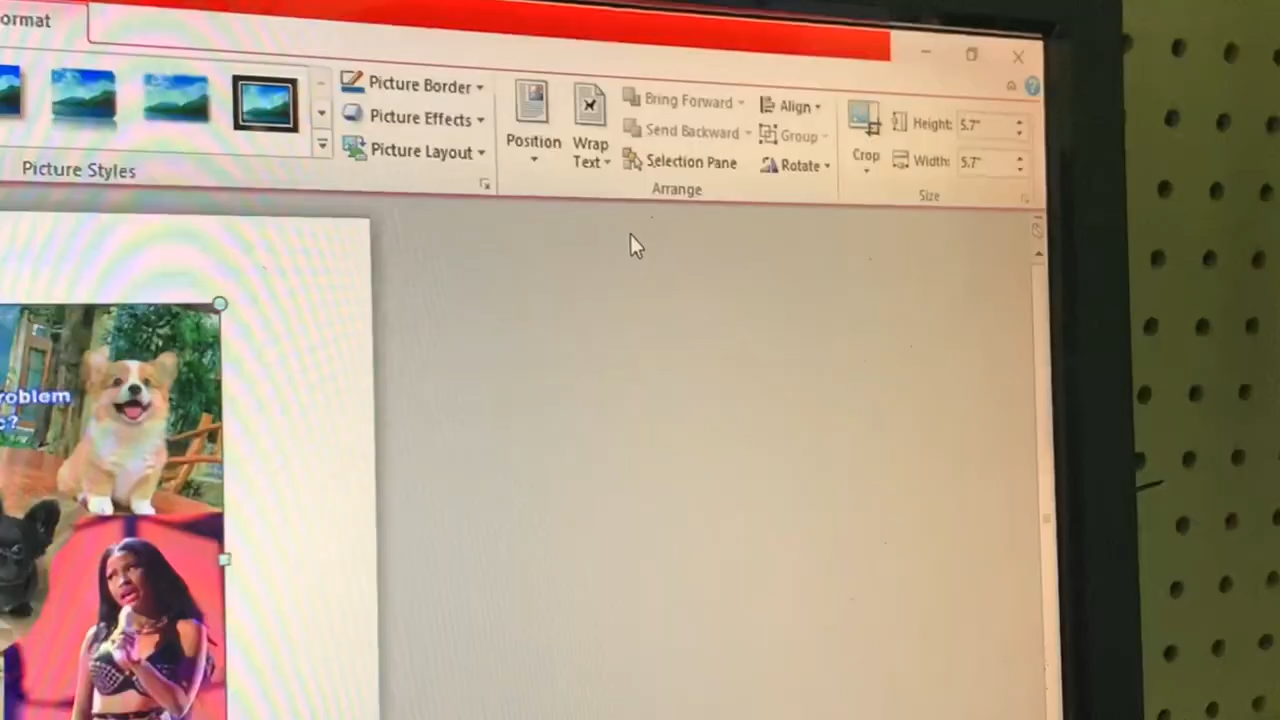 ormat
Picture Border
Picture Effects
Picture Layout
Picture Styles
Position
Wrap
Text
Bring Forward
Send Backward
Selection Pane
Align
Group
Rotate
Arrange
Crop
Height: 5.7"
Width: 5.7"
Size
?
roblem
c?